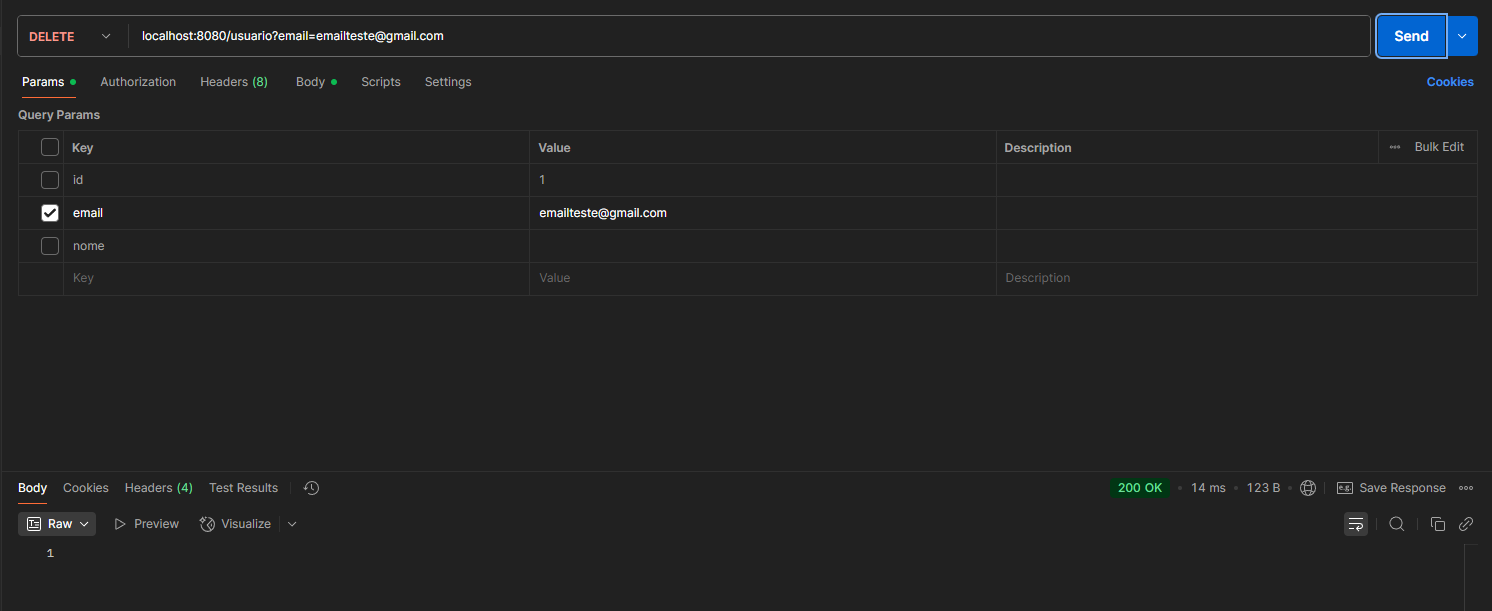 DELETE localhost:8080/usuario?email=emailteste@gmail.com Send
Params Authorization Headers (8) Body Scripts Settings Cookies
Query Params
Key Value Description Bulk Edit
id 1
email emailteste@gmail.com
nome
Key Value Description
Body Cookies Headers (4) Test Results 200 OK 14 ms 123 B e.g. Save Response
Raw Preview Visualize
1